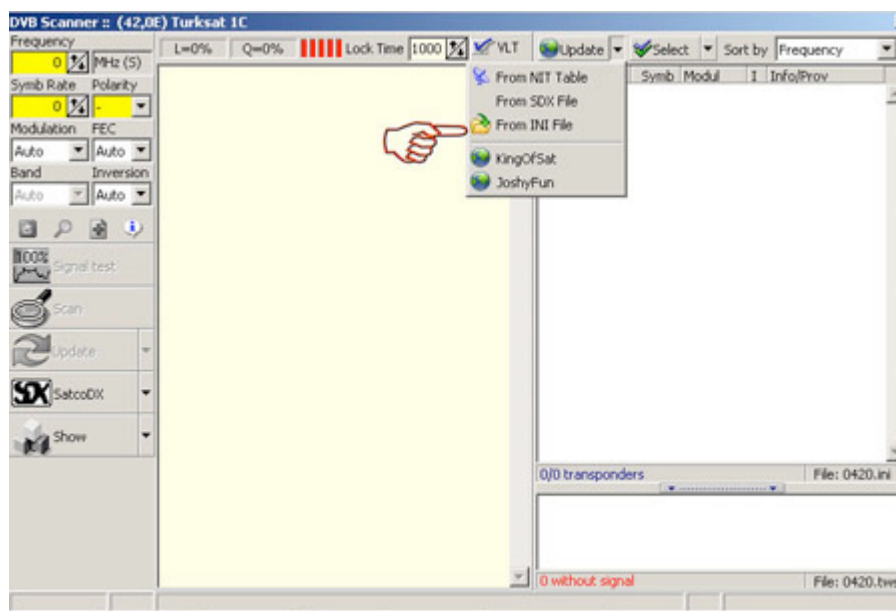 DVB Scanner :: (42,0E) Turksat 1C
Frequency
0 MHz (S)
Symb Rate Polarity
0 -
Modulation FEC
Auto Auto
Band Inversion
Auto Auto
100%
Signal test
Scan
Update
SDX SatcoDX
Show
L=0% Q=0% Lock Time 1000 VLT
Update Select Sort by Frequency
From NIT Table
From SDX File
From INI File
KingOfSat
JoshyFun
Symb Modul I Info/Prov
0/0 transponders File: 0420.ini
0 without signal File: 0420.tws